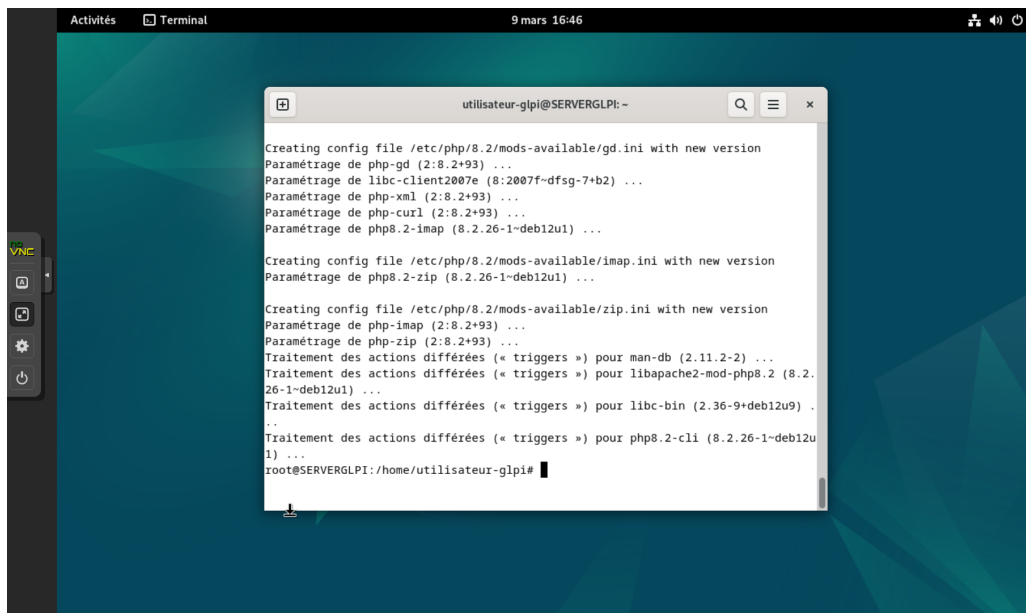 Activités
Terminal
9 mars 16:46
utilisateur-glpi@SERVERGLPI: ~
Creating config file /etc/php/8.2/mods-available/gd.ini with new version
Paramétrage de php-gd (2:8.2+93) ...
Paramétrage de libc-client2007e (8:2007f~dfsg-7+b2) ...
Paramétrage de php-xml (2:8.2+93) ...
Paramétrage de php-curl (2:8.2+93) ...
Paramétrage de php8.2-imap (8.2.26-1~deb12u1) ...
Creating config file /etc/php/8.2/mods-available/imap.ini with new version
Paramétrage de php8.2-zip (8.2.26-1~deb12u1) ...
Creating config file /etc/php/8.2/mods-available/zip.ini with new version
Paramétrage de php-imap (2:8.2+93) ...
Paramétrage de php-zip (2:8.2+93) ...
Traitement des actions différées (« triggers ») pour man-db (2.11.2-2) ...
Traitement des actions différées (« triggers ») pour libapache2-mod-php8.2 (8.2.
26-1~deb12u1) ...
Traitement des actions différées (« triggers ») pour libc-bin (2.36-9+deb12u9) .
..
Traitement des actions différées (« triggers ») pour php8.2-cli (8.2.26-1~deb12u
1) ...
root@SERVERGLPI:/home/utilisateur-glpi#
noVNC
A